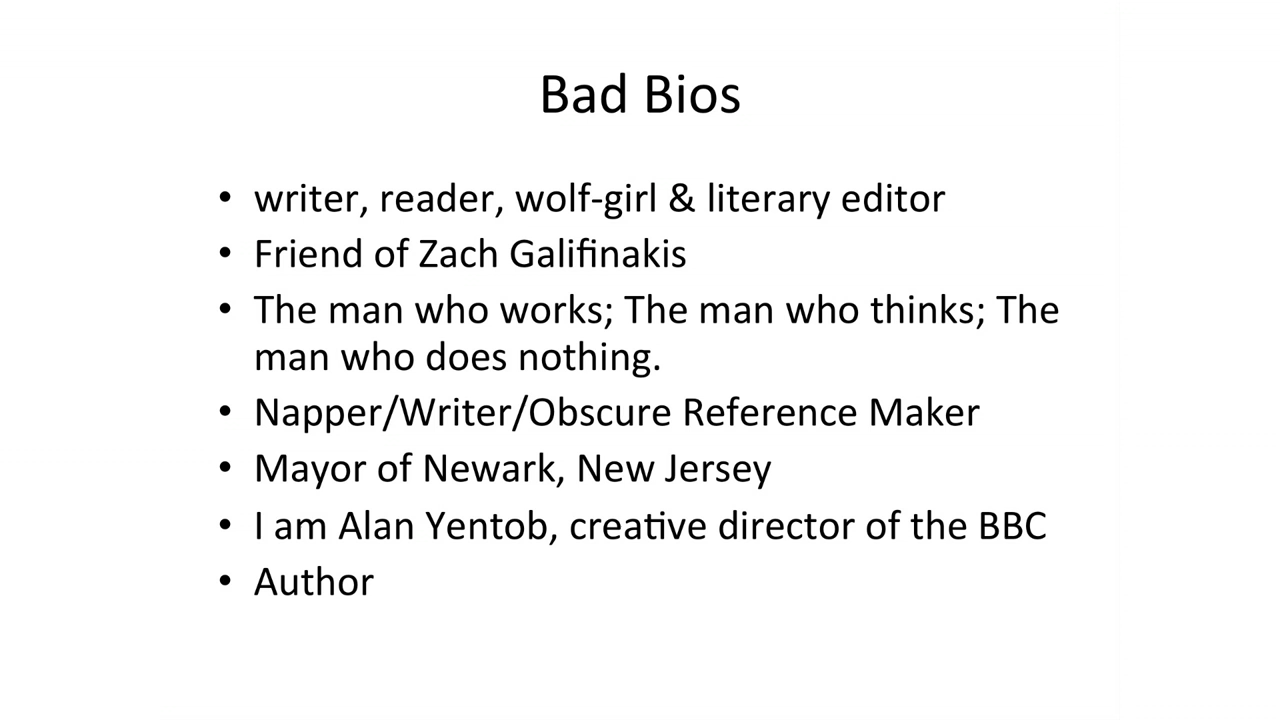 Bad Bios
• writer, reader, wolf-girl & literary editor
• Friend of Zach Galifinakis
• The man who works; The man who thinks; The
man who does nothing.
• Napper/Writer/Obscure Reference Maker
• Mayor of Newark, New Jersey
• I am Alan Yentob, creative director of the BBC
• Author